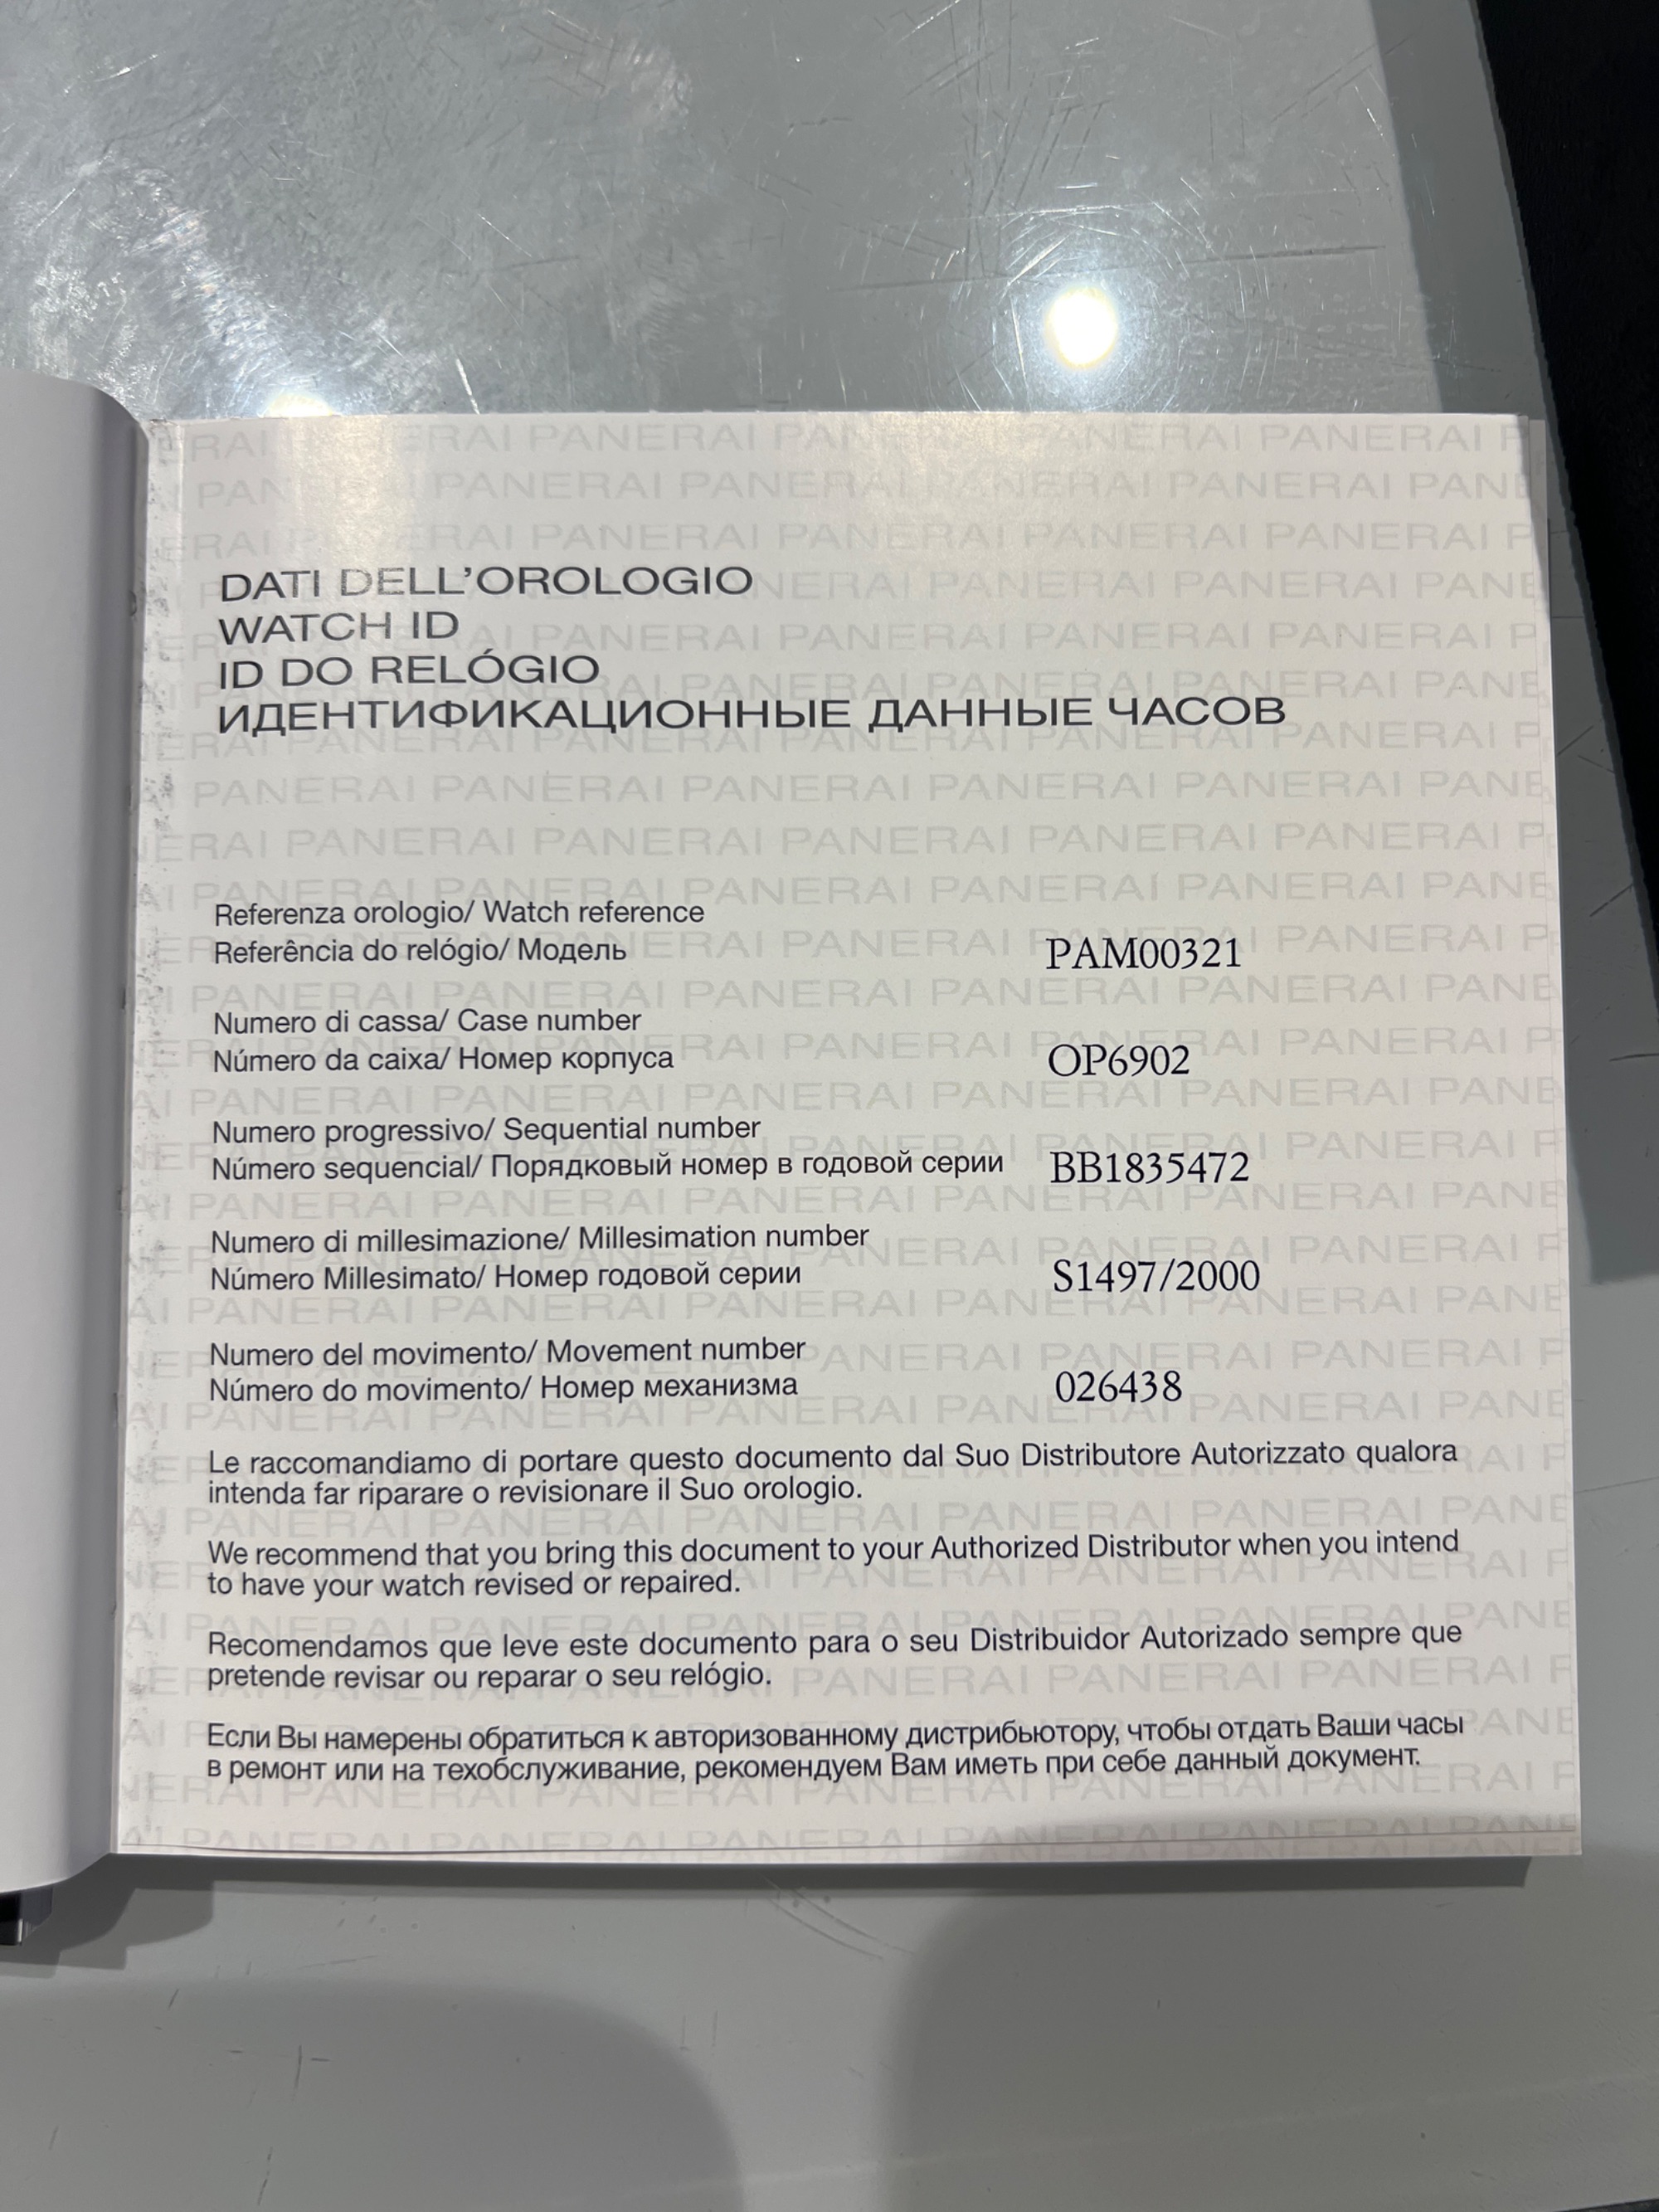 DATI DELL'OROLOGIO
WATCH ID
ID DO RELÓGIO
ИДЕНТИФИКАЦИОННЫЕ ДАННЫЕ ЧАСОВ
Referenza orologio/ Watch reference
Referência do relógio/ Модель PAM00321
Numero di cassa/ Case number
Número da caixa/ Номер корпуса OP6902
Numero progressivo/ Sequential number
Número sequencial/ Порядковый номер в годовой серии BB1835472
Numero di millesimazione/ Millesimation number
Número Millesimato/ Номер годовой серии S1497/2000
Numero del movimento/ Movement number
Número do movimento/ Номер механизма 026438
Le raccomandiamo di portare questo documento dal Suo Distributore Autorizzato qualora
intenda far riparare o revisionare il Suo orologio.
We recommend that you bring this document to your Authorized Distributor when you intend
to have your watch revised or repaired.
Recomendamos que leve este documento para o seu Distribuidor Autorizado sempre que
pretende revisar ou reparar o seu relógio.
Если Вы намерены обратиться к авторизованному дистрибьютору, чтобы отдать Ваши часы
в ремонт или на техобслуживание, рекомендуем Вам иметь при себе данный документ.